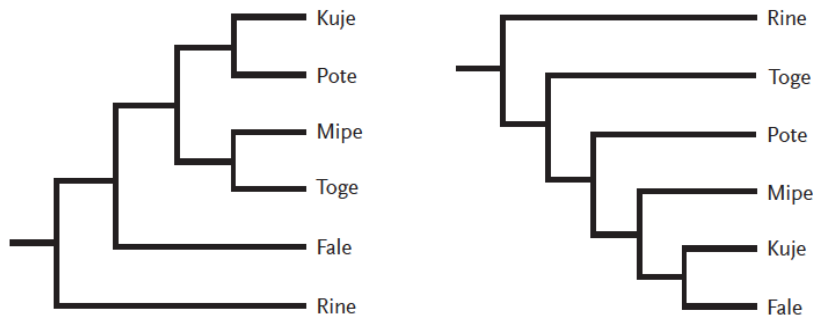 Kuje
Pote
Mipe
Toge
Fale
Rine
Rine
Toge
Pote
Mipe
Kuje
Fale